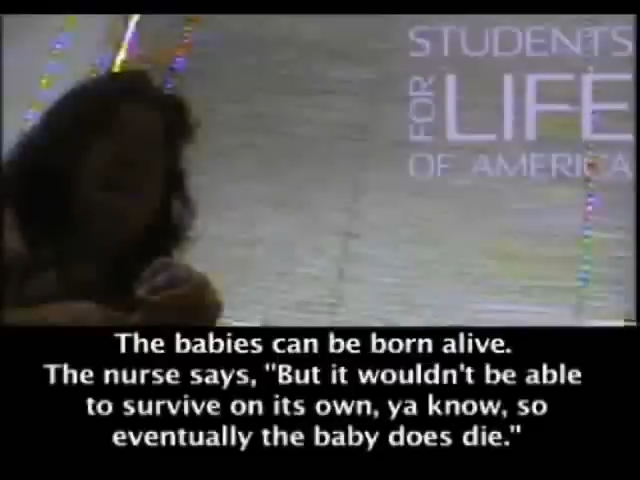 STUDENTS
FOR LIFE
OF AMERICA
The babies can be born alive.
The nurse says, "But it wouldn't be able
to survive on its own, ya know, so
eventually the baby does die."